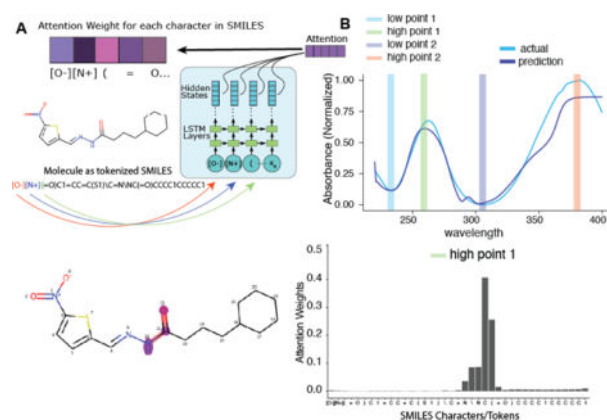 A
Attention Weight for each character in SMILES
Attention
[O-][N+] ( = O...
Hidden
States
LSTM
Layers
[O-] [N+] (
Molecule as tokenized SMILES
[O-][N+](=O)C1=CC=C(S1)\C=N\NC(=O)CCCC1CCCCC1
B
low point 1
high point 1
low point 2
high point 2
actual
prediction
Absorbance (Normalized)
1.00
0.75
0.50
0.25
0.00
250
300
350
400
wavelength
high point 1
Attention Weights
0.5
0.4
0.3
0.2
0.1
0.0
SMILES Characters/Tokens